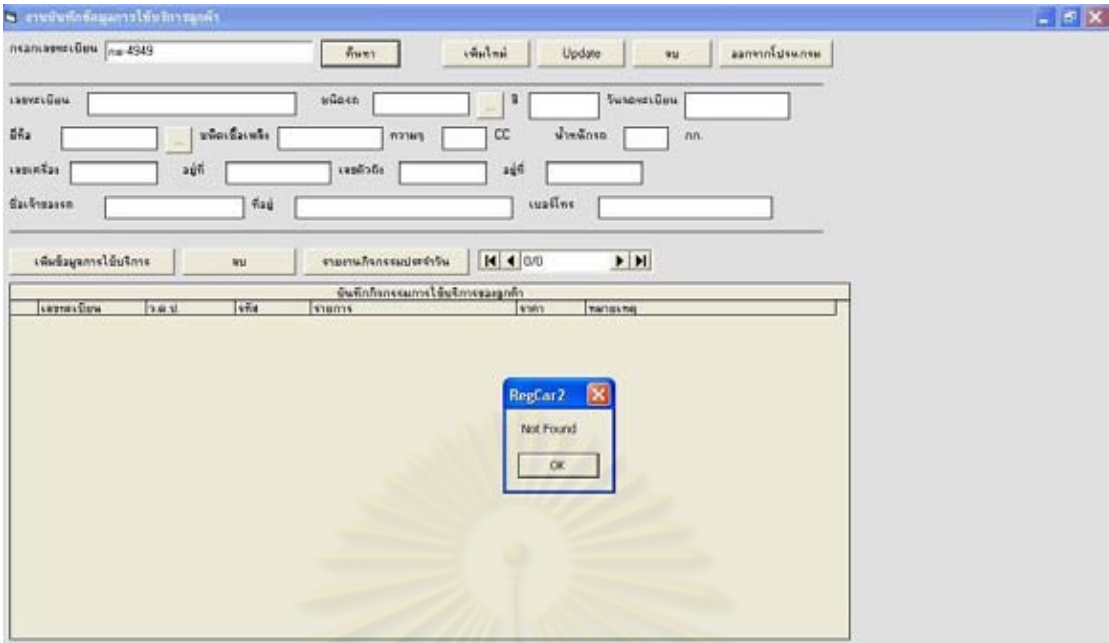 งานบันทึกข้อมูลการใช้บริการลูกค้า
กรอกเลขทะเบียน กฉ-4949 ค้นหา เพิ่มใหม่ Update ลบ ออกจากโปรแกรม
เลขทะเบียน ชนิดรถ ... สี วันจดทะเบียน
ยี่ห้อ ... ชนิดเชื้อเพลิง ความจุ CC น้ำหนักรถ กก.
เลขเครื่อง อยู่ที่ เลขตัวถัง อยู่ที่
ชื่อเจ้าของรถ ที่อยู่ เบอร์โทร
เพิ่มข้อมูลการใช้บริการ ลบ รายงานกิจกรรมประจำวัน 0/0
บันทึกกิจกรรมการใช้บริการของลูกค้า
เลขทะเบียน ว.ด.ป. รหัส รายการ ราคา หมายเหตุ
RegCar2
Not Found
OK